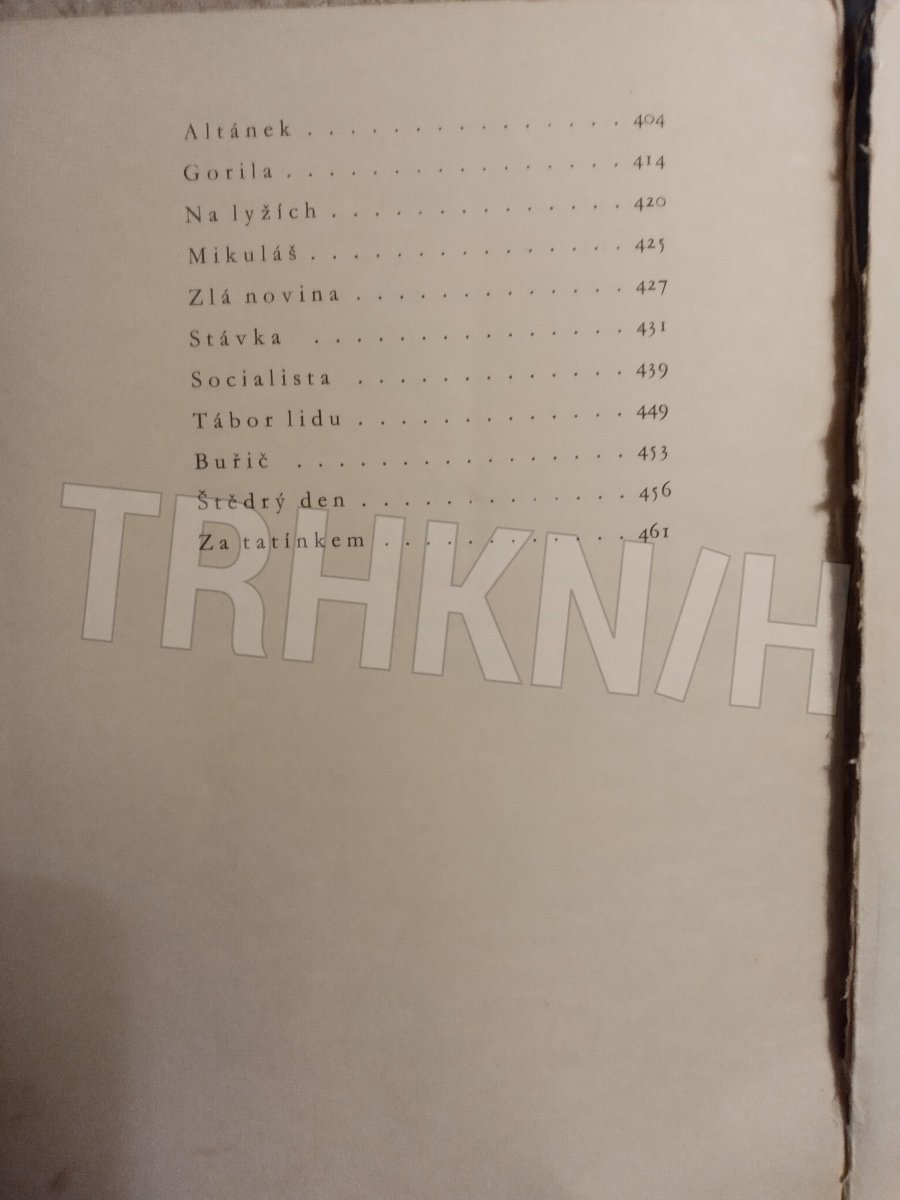 Altánek . . . . . . . . . . . . . . . 404
Gorila . . . . . . . . . . . . . . . . 414
Na lyžích . . . . . . . . . . . . . . 420
Mikuláš . . . . . . . . . . . . . . . 425
Zlá novina . . . . . . . . . . . . . 427
Stávka . . . . . . . . . . . . . . . 431
Socialista . . . . . . . . . . . . . 439
Tábor lidu . . . . . . . . . . . . . 449
Buřič . . . . . . . . . . . . . . . . 453
Štědrý den . . . . . . . . . . . . . 456
Za tatínkem . . . . . . . . . . . . 461
TRHKNIH